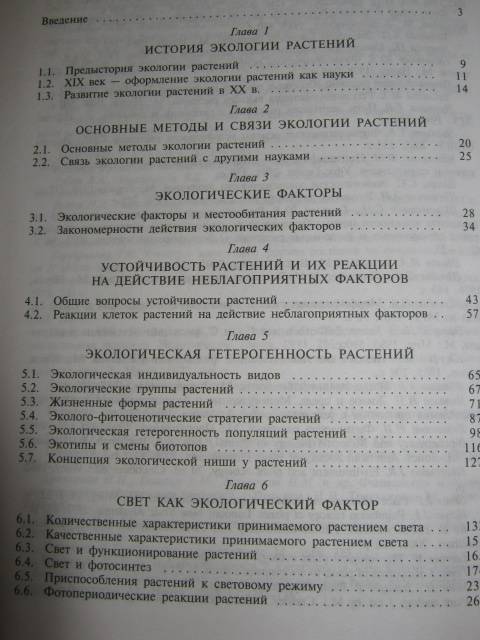 Введение 3
Глава 1
ИСТОРИЯ ЭКОЛОГИИ РАСТЕНИЙ
1.1. Предыстория экологии растений 9
1.2. XIX век — оформление экологии растений как науки 11
1.3. Развитие экологии растений в XX в. 14
Глава 2
ОСНОВНЫЕ МЕТОДЫ И СВЯЗИ ЭКОЛОГИИ РАСТЕНИЙ
2.1. Основные методы экологии растений 20
2.2. Связь экологии растений с другими науками 25
Глава 3
ЭКОЛОГИЧЕСКИЕ ФАКТОРЫ
3.1. Экологические факторы и местообитания растений 28
3.2. Закономерности действия экологических факторов 34
Глава 4
УСТОЙЧИВОСТЬ РАСТЕНИЙ И ИХ РЕАКЦИИ
НА ДЕЙСТВИЕ НЕБЛАГОПРИЯТНЫХ ФАКТОРОВ
4.1. Общие вопросы устойчивости растений 43
4.2. Реакции клеток растений на действие неблагоприятных факторов 57
Глава 5
ЭКОЛОГИЧЕСКАЯ ГЕТЕРОГЕННОСТЬ РАСТЕНИЙ
5.1. Экологическая индивидуальность видов 65
5.2. Экологические группы растений 67
5.3. Жизненные формы растений 71
5.4. Эколого-фитоценотические стратегии растений 87
5.5. Экологическая гетерогенность популяций растений 98
5.6. Экотипы и смены биотопов 116
5.7. Концепция экологической ниши у растений 127
Глава 6
СВЕТ КАК ЭКОЛОГИЧЕСКИЙ ФАКТОР
6.1. Количественные характеристики принимаемого растением света
6.2. Качественные характеристики принимаемого растением света
6.3. Свет и функционирование растений
6.4. Свет и фотосинтез
6.5. Приспособления растений к световому режиму
6.6. Фотопериодические реакции растений